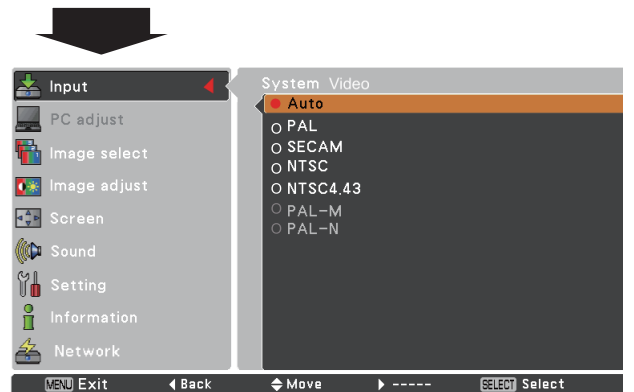 Input
PC adjust
Image select
Image adjust
Screen
Sound
Setting
Information
Network
System Video
Auto
PAL
SECAM
NTSC
NTSC4.43
PAL-M
PAL-N
MENU Exit Back Move ----- SELECT Select